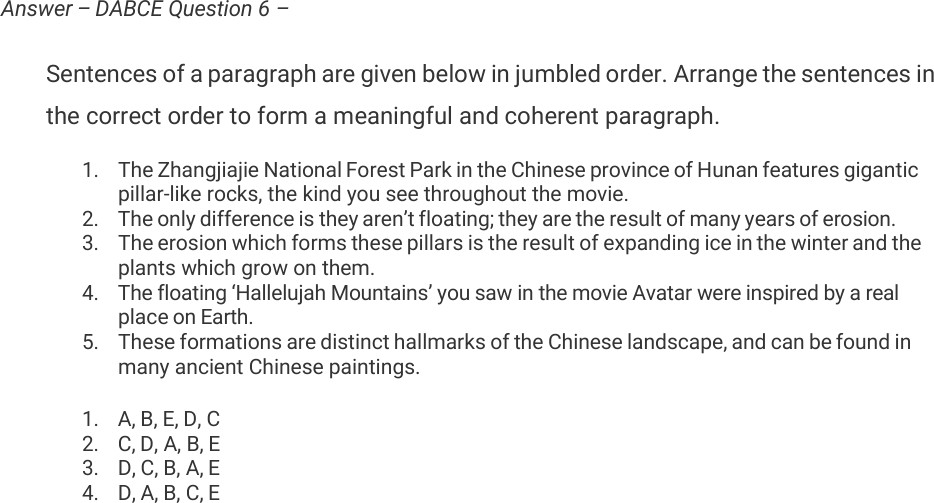 Answer – DABCE Question 6 –
Sentences of a paragraph are given below in jumbled order. Arrange the sentences in
the correct order to form a meaningful and coherent paragraph.
1. The Zhangjiajie National Forest Park in the Chinese province of Hunan features gigantic
pillar-like rocks, the kind you see throughout the movie.
2. The only difference is they aren’t floating; they are the result of many years of erosion.
3. The erosion which forms these pillars is the result of expanding ice in the winter and the
plants which grow on them.
4. The floating ‘Hallelujah Mountains’ you saw in the movie Avatar were inspired by a real
place on Earth.
5. These formations are distinct hallmarks of the Chinese landscape, and can be found in
many ancient Chinese paintings.
1. A, B, E, D, C
2. C, D, A, B, E
3. D, C, B, A, E
4. D, A, B, C, E